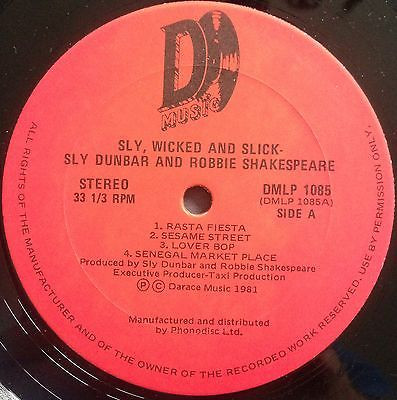 DO
MUSIC
SLY, WICKED AND SLICK-
SLY DUNBAR AND ROBBIE SHAKESPEARE
STEREO
33 1/3 RPM
DMLP 1085
(DMLP 1085A)
SIDE A
1. RASTA FIESTA
2. SESAME STREET
3. LOVER BOP
4. SENEGAL MARKET PLACE
Produced by Sly Dunbar and Robbie Shakespeare
Executive Producer-Taxi Production
Ⓟ © Darace Music 1981
Manufactured and distributed
by Phonodisc Ltd.
ALL RIGHTS OF THE MANUFACTURER AND OF THE OWNER OF THE RECORDED WORK RESERVED. USE BY PERMISSION ONLY.